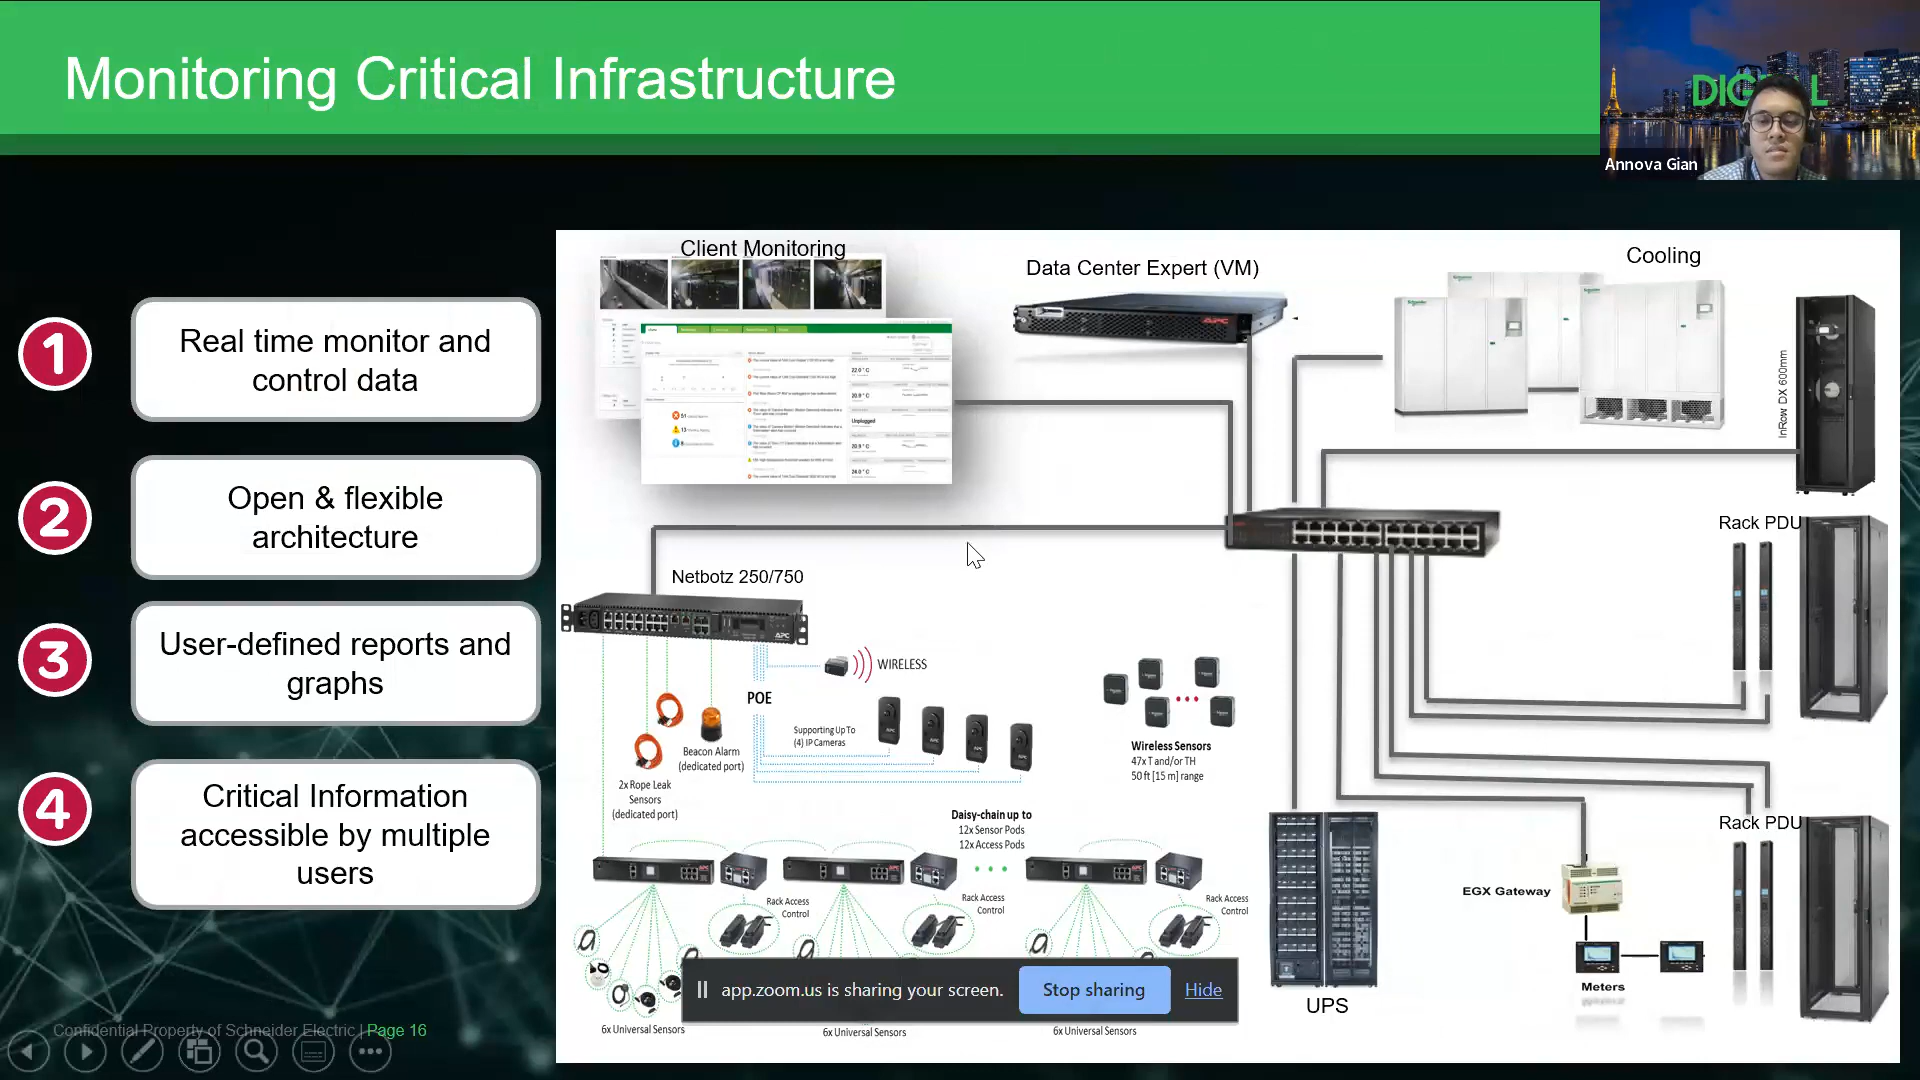 Monitoring Critical Infrastructure
Annova Gian
1
Real time monitor and
control data
2
Open & flexible
architecture
3
User-defined reports and
graphs
4
Critical Information
accessible by multiple
users
Client Monitoring
Data Center Expert (VM)
APC
Cooling
InRow DX 600mm
Unplugged
Netbotz 250/750
APC
WIRELESS
POE
Supporting Up To
(4) IP Cameras
Beacon Alarm
(dedicated port)
2x Rope Leak
Sensors
(dedicated port)
Wireless Sensors
47x T and/or TH
50 ft [15 m] range
Daisy-chain up to
12x Sensor Pods
12x Access Pods
Rack Access
Control
Rack Access
Control
Rack Access
Control
6x Universal Sensors
6x Universal Sensors
6x Universal Sensors
Rack PDU
Rack PDU
EGX Gateway
Meters
UPS
app.zoom.us is sharing your screen.
Stop sharing
Hide
Confidential Property of Schneider Electric | Page 16